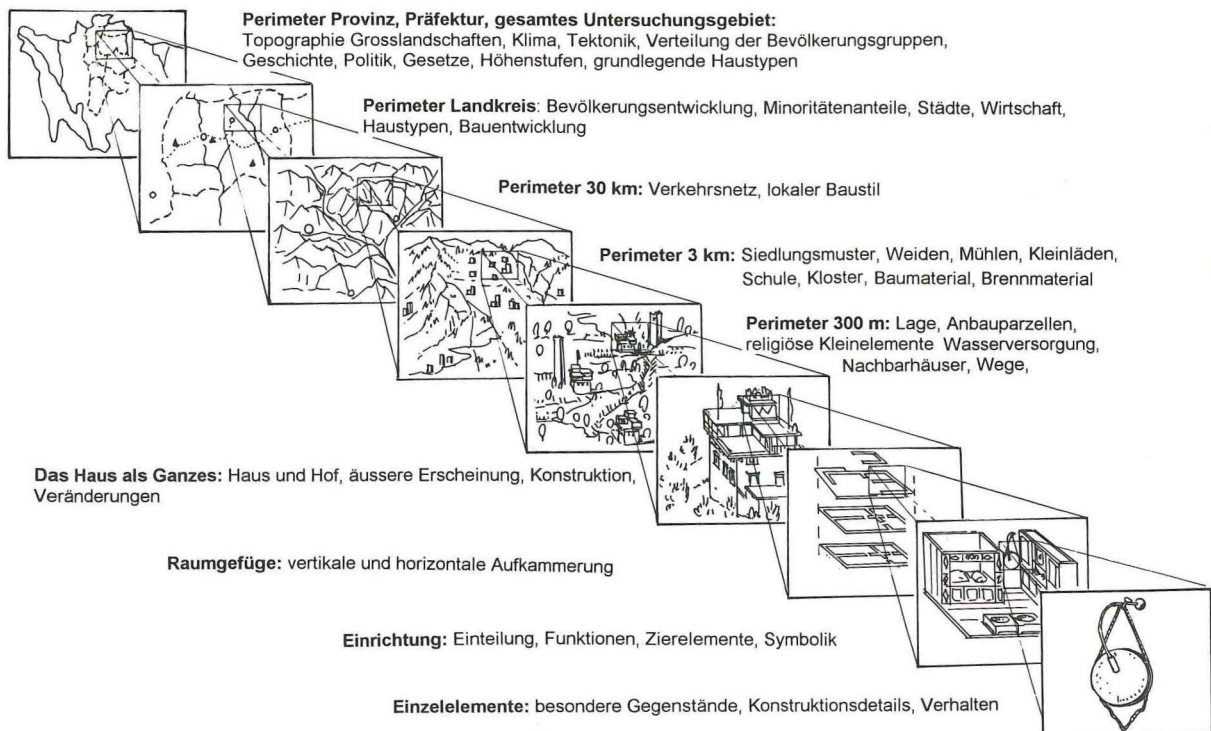 Perimeter Provinz, Präfektur, gesamtes Untersuchungsgebiet:
Topographie Grosslandschaften, Klima, Tektonik, Verteilung der Bevölkerungsgruppen,
Geschichte, Politik, Gesetze, Höhenstufen, grundlegende Haustypen
Perimeter Landkreis: Bevölkerungsentwicklung, Minoritätenanteile, Städte, Wirtschaft,
Haustypen, Bauentwicklung
Perimeter 30 km: Verkehrsnetz, lokaler Baustil
Perimeter 3 km: Siedlungsmuster, Weiden, Mühlen, Kleinläden,
Schule, Kloster, Baumaterial, Brennmaterial
Perimeter 300 m: Lage, Anbauparzellen,
religiöse Kleinelemente Wasserversorgung,
Nachbarhäuser, Wege,
Das Haus als Ganzes: Haus und Hof, äussere Erscheinung, Konstruktion,
Veränderungen
Raumgefüge: vertikale und horizontale Aufkammerung
Einrichtung: Einteilung, Funktionen, Zierelemente, Symbolik
Einzelelemente: besondere Gegenstände, Konstruktionsdetails, Verhalten